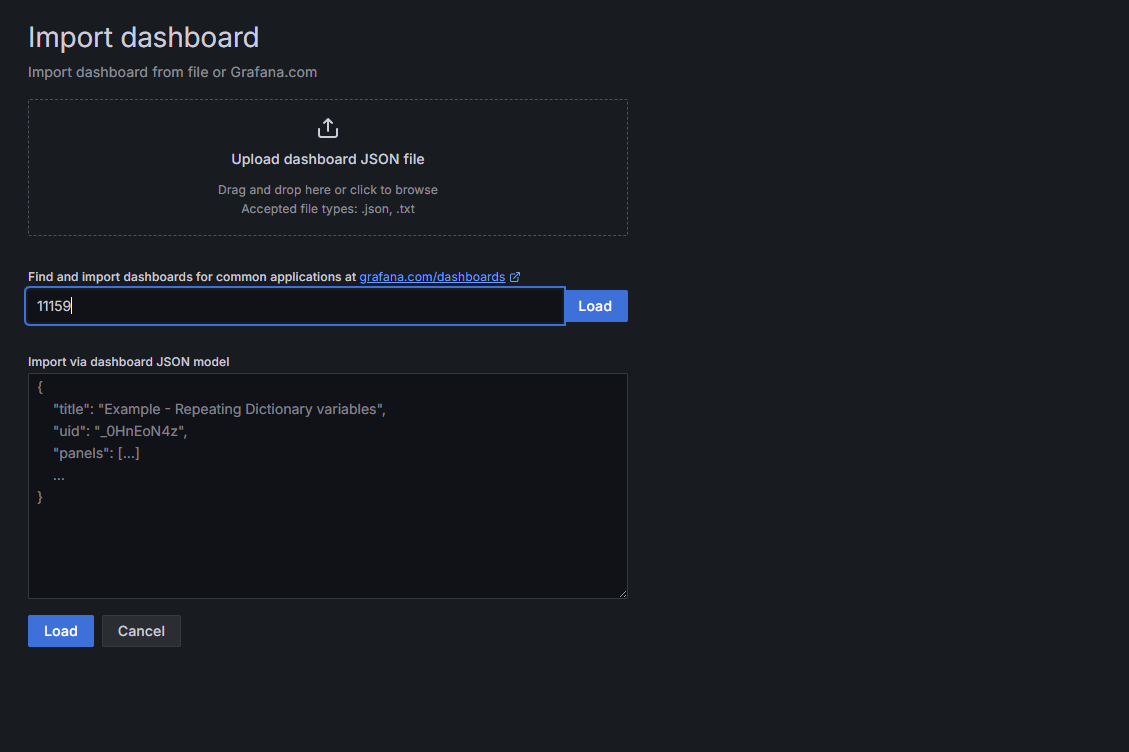 Import dashboard
Import dashboard from file or Grafana.com
Upload dashboard JSON file
Drag and drop here or click to browse
Accepted file types: .json, .txt
Find and import dashboards for common applications at grafana.com/dashboards
11159
Load
Import via dashboard JSON model
{
"title": "Example - Repeating Dictionary variables",
"uid": "_0HnEoN4z",
"panels": [...]
...
}
Load
Cancel